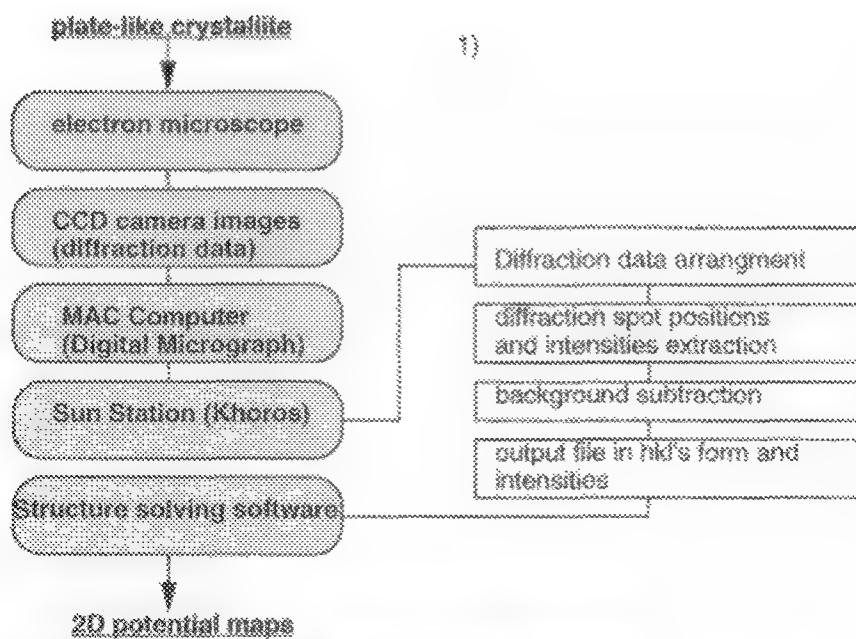 plate-like crystallite
1)
electron microscope
CCD camera images
(diffraction data)
MAC Computer
(Digital Micrograph)
Sun Station (Khoros)
Structure solving software
2D potential maps
Diffraction data arrangment
diffraction spot positions
and intensities extraction
background subtraction
output file in hkl's form and
intensities